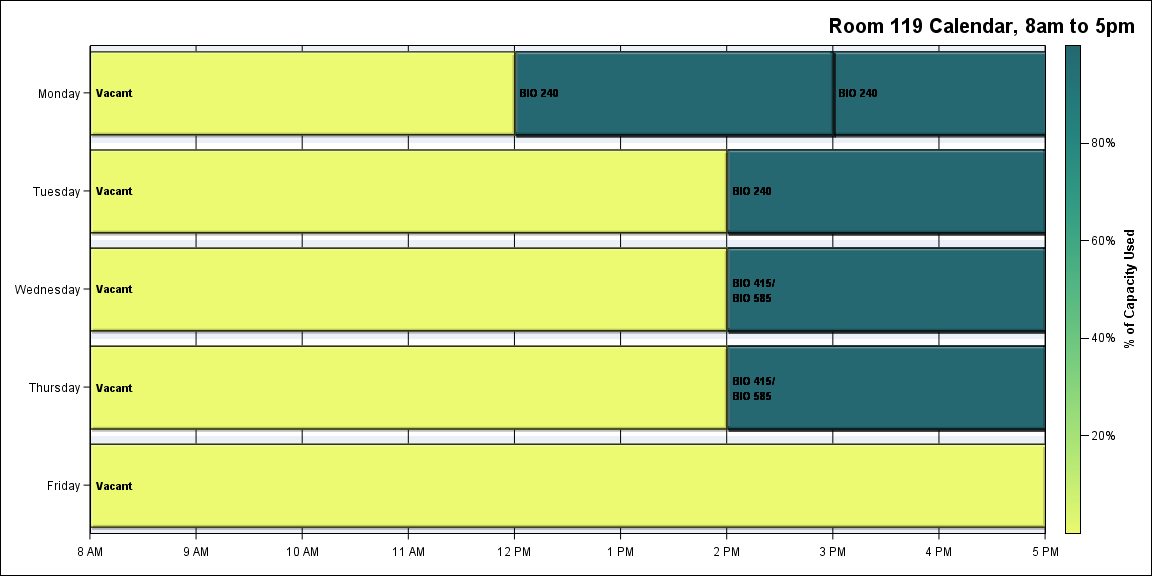 Room 119 Calendar, 8am to 5pm
Monday
Vacant
BIO 240
BIO 240
Tuesday
Vacant
BIO 240
Wednesday
Vacant
BIO 415/
BIO 585
Thursday
Vacant
BIO 415/
BIO 585
Friday
Vacant
8 AM 9 AM 10 AM 11 AM 12 PM 1 PM 2 PM 3 PM 4 PM 5 PM
80%
60%
40%
20%
% of Capacity Used